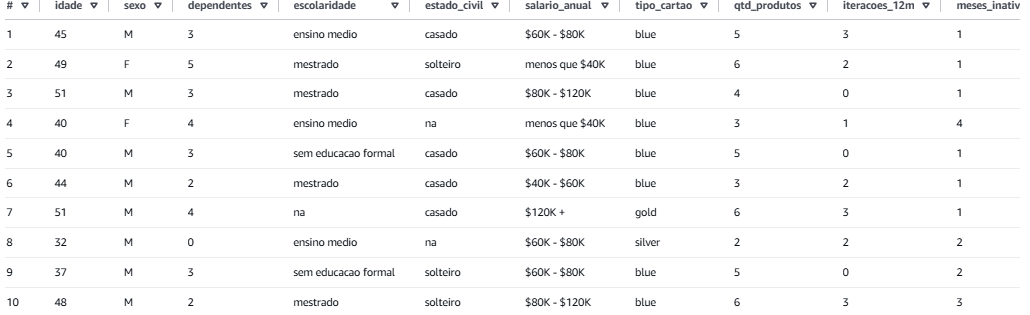 # idade sexo dependentes escolaridade estado_civil salario_anual tipo_cartao qtd_produtos iteracoes_12m meses_inativ
1 45 M 3 ensino medio casado $60K - $80K blue 5 3 1
2 49 F 5 mestrado solteiro menos que $40K blue 6 2 1
3 51 M 3 mestrado casado $80K - $120K blue 4 0 1
4 40 F 4 ensino medio na menos que $40K blue 3 1 4
5 40 M 3 sem educacao formal casado $60K - $80K blue 5 0 1
6 44 M 2 mestrado casado $40K - $60K blue 3 2 1
7 51 M 4 na casado $120K + gold 6 3 1
8 32 M 0 ensino medio na $60K - $80K silver 2 2 2
9 37 M 3 sem educacao formal solteiro $60K - $80K blue 5 0 2
10 48 M 2 mestrado solteiro $80K - $120K blue 6 3 3